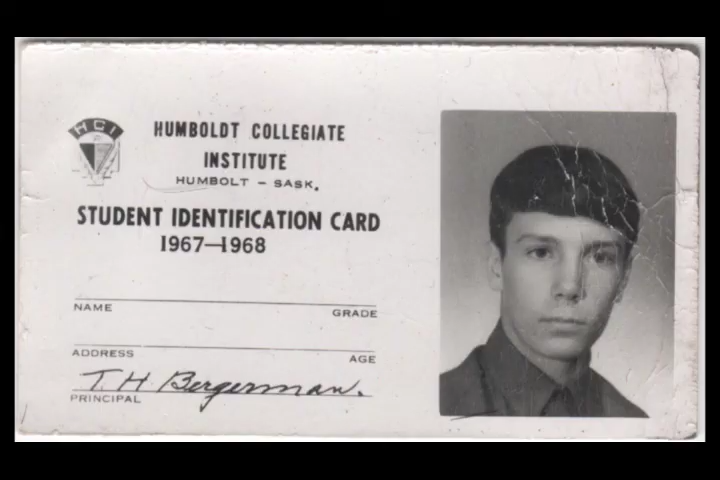 HCI
HUMBOLDT COLLEGIATE
INSTITUTE
HUMBOLT - SASK.
STUDENT IDENTIFICATION CARD
1967—1968
NAME GRADE
ADDRESS AGE
T. H Bergerman.
PRINCIPAL